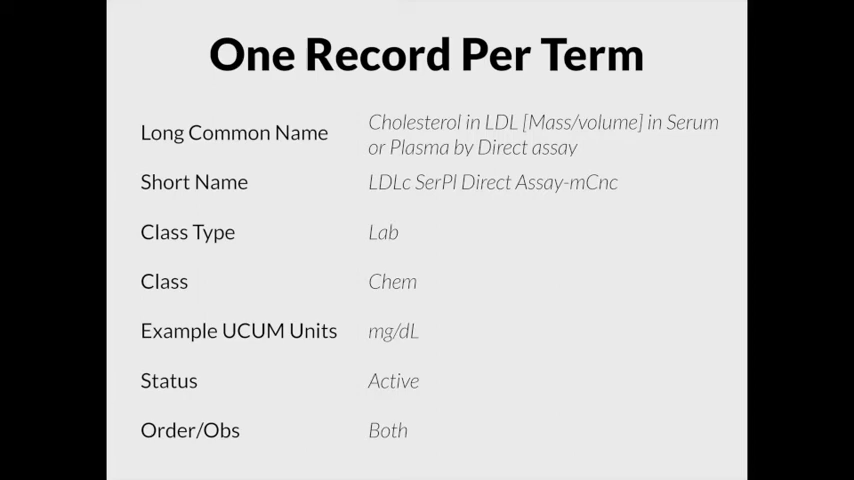 One Record Per Term
Long Common Name
Cholesterol in LDL [Mass/volume] in Serum
or Plasma by Direct assay
Short Name
LDLc SerPl Direct Assay-mCnc
Class Type
Lab
Class
Chem
Example UCUM Units
mg/dL
Status
Active
Order/Obs
Both